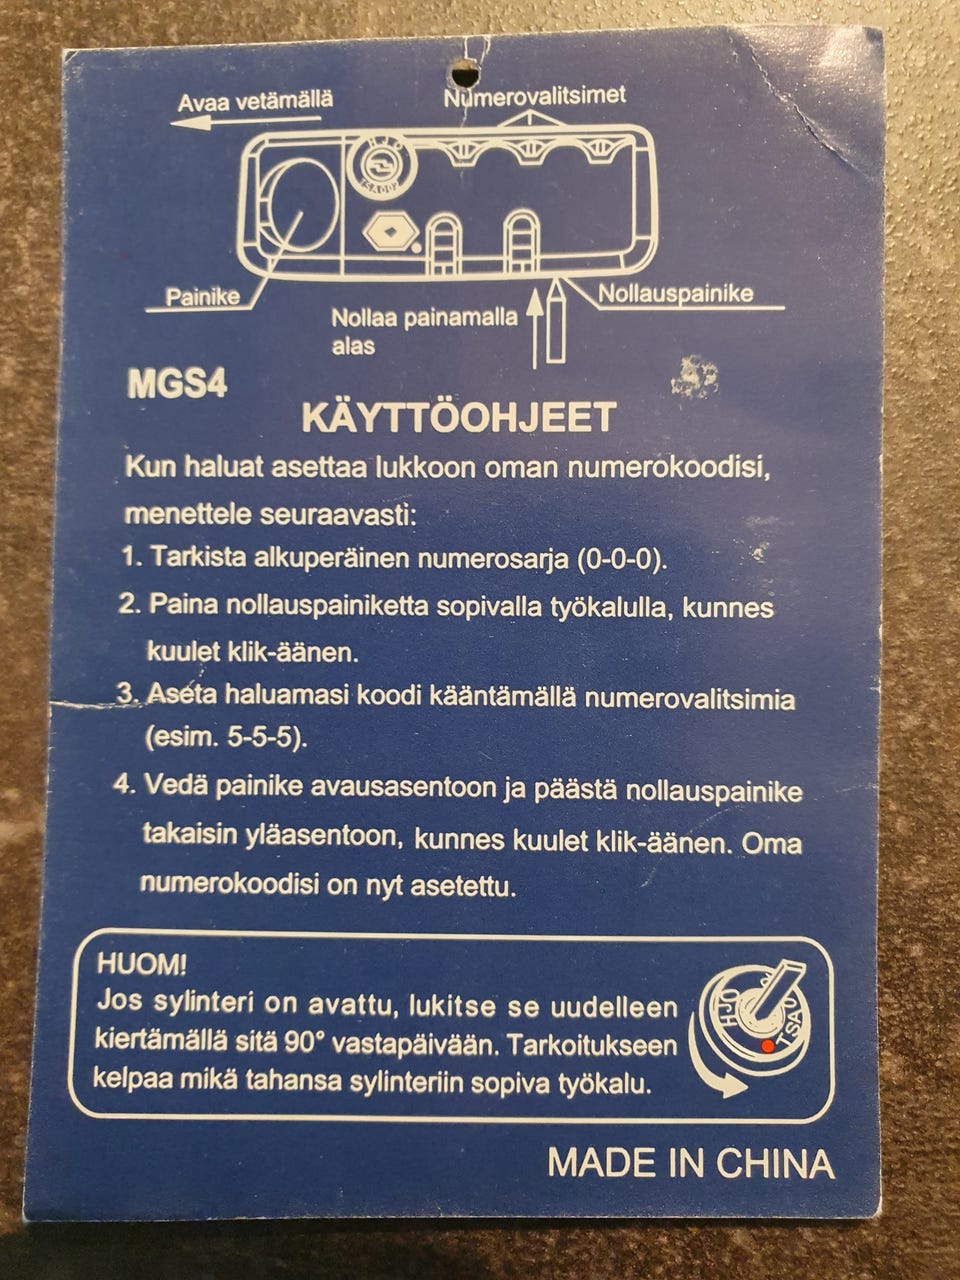 Avaa vetämällä
Numerovalitsimet
HJO
TSA002
Painike
Nollaa painamalla
alas
Nollauspainike
MGS4
KÄYTTÖOHJEET
Kun haluat asettaa lukkoon oman numerokoodisi,
menettele seuraavasti:
1. Tarkista alkuperäinen numerosarja (0-0-0).
2. Paina nollauspainiketta sopivalla työkalulla, kunnes
kuulet klik-äänen.
3. Aseta haluamasi koodi kääntämällä numerovalitsimia
(esim. 5-5-5).
4. Vedä painike avausasentoon ja päästä nollauspainike
takaisin yläasentoon, kunnes kuulet klik-äänen. Oma
numerokoodisi on nyt asetettu.
HUOM!
Jos sylinteri on avattu, lukitse se uudelleen
kiertämällä sitä 90° vastapäivään. Tarkoitukseen
kelpaa mikä tahansa sylinteriin sopiva työkalu.
HJO
MADE IN CHINA